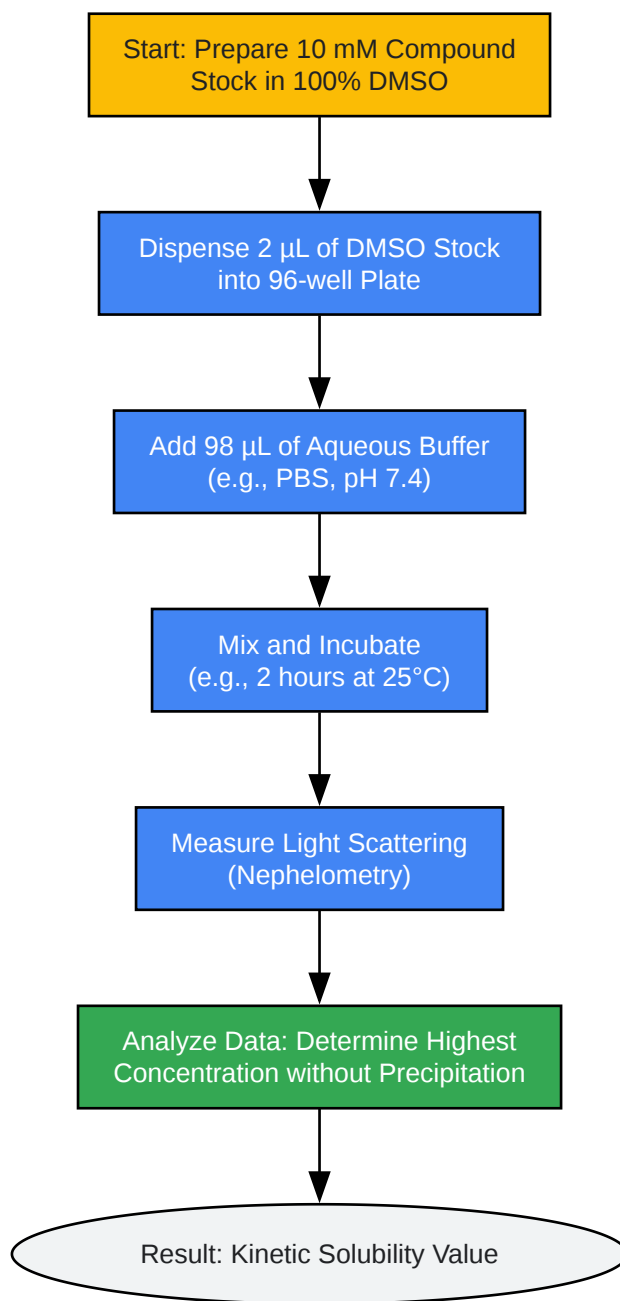 Start: Prepare 10 mM Compound
Stock in 100% DMSO
Dispense 2 µL of DMSO Stock
into 96-well Plate
Add 98 µL of Aqueous Buffer
(e.g., PBS, pH 7.4)
Mix and Incubate
(e.g., 2 hours at 25°C)
Measure Light Scattering
(Nephelometry)
Analyze Data: Determine Highest
Concentration without Precipitation
Result: Kinetic Solubility Value